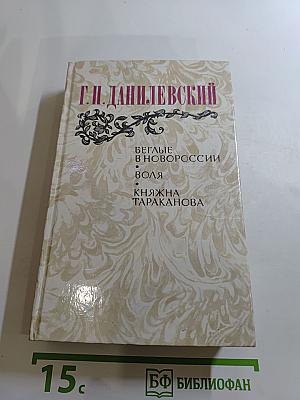 Г.П. ДАНИЛЕВСКИЙ
БЕГЛЫЕ
В НОВОРОССИИ
•
ВОЛЯ
•
КНЯЖНА
ТАРАКАНОВА
15с
БФ БИБЛИОФАН